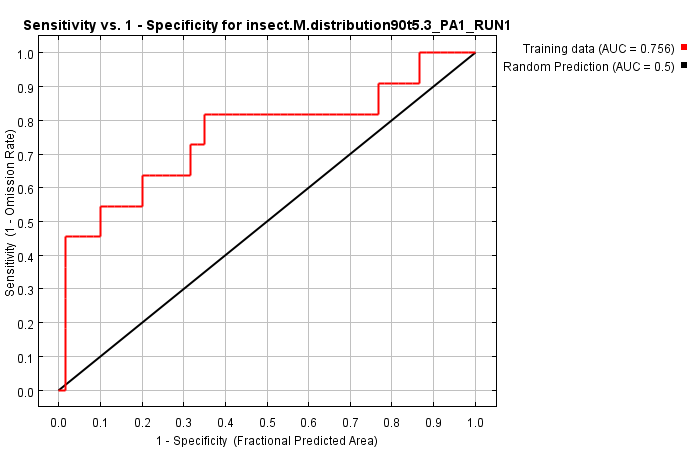 Sensitivity vs. 1 - Specificity for insect.M.distribution90t5.3_PA1_RUN1
Training data (AUC = 0.756)
Random Prediction (AUC = 0.5)
Sensitivity (1 - Omission Rate)
1.0
0.9
0.8
0.7
0.6
0.5
0.4
0.3
0.2
0.1
0.0
0.0 0.1 0.2 0.3 0.4 0.5 0.6 0.7 0.8 0.9 1.0
1 - Specificity (Fractional Predicted Area)